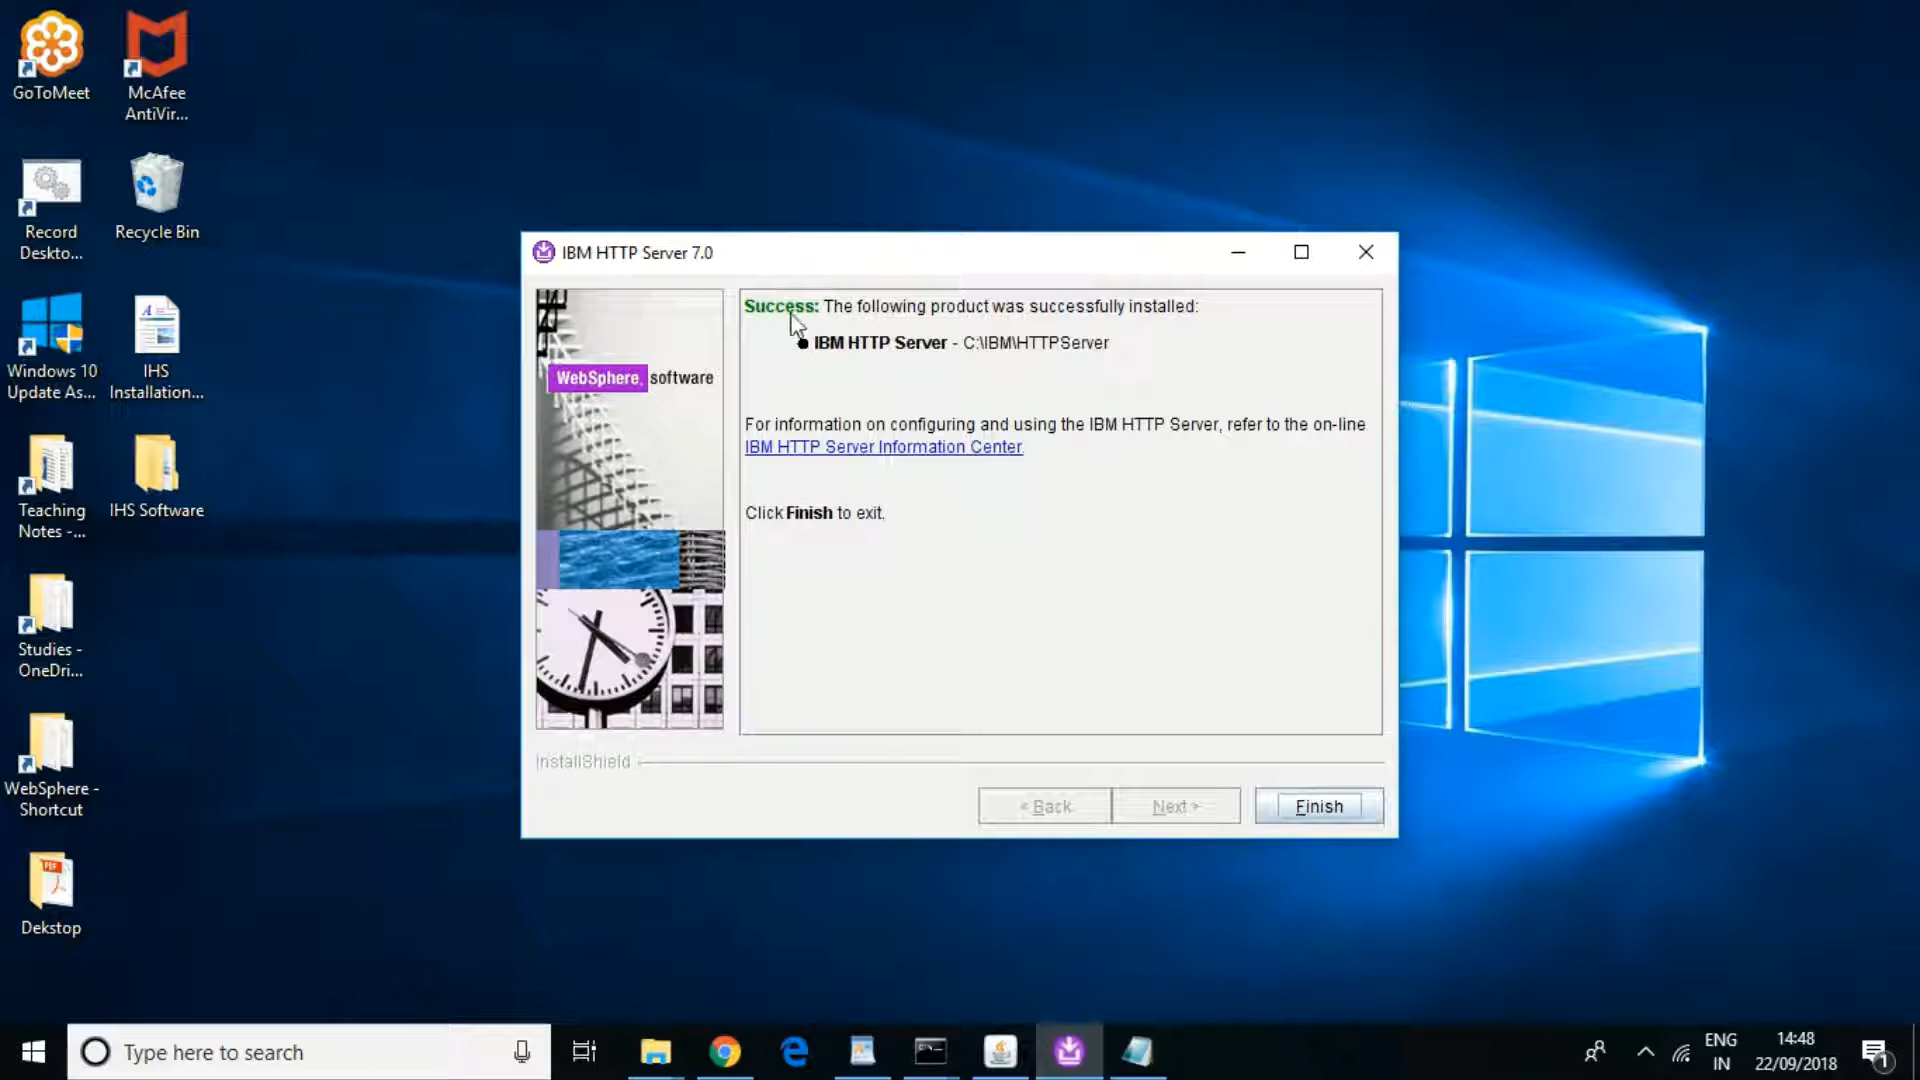 GoToMeet
McAfee
AntiVir...
Record
Deskto...
Recycle Bin
Windows 10
Update As...
IHS
Installation...
Teaching
Notes -...
IHS Software
Studies -
OneDri...
WebSphere -
Shortcut
Dekstop
IBM HTTP Server 7.0
WebSphere. software
Success: The following product was successfully installed:
IBM HTTP Server - C:\IBM\HTTPServer
For information on configuring and using the IBM HTTP Server, refer to the on-line
IBM HTTP Server Information Center.
Click Finish to exit.
InstallShield
< Back
Next >
Finish
Type here to search
ENG
IN
14:48
22/09/2018
1